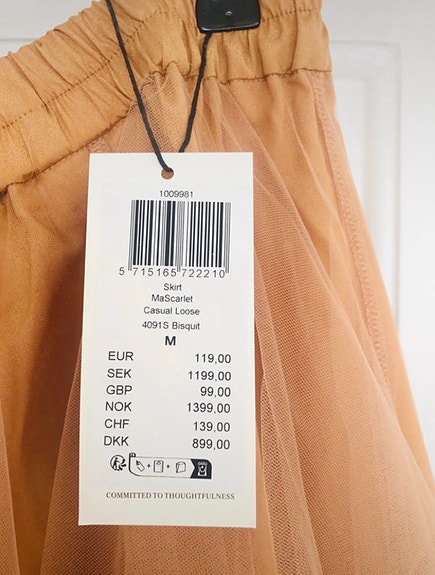 1009981
5 715165 722210
Skirt
MaScarlet
Casual Loose
4091S Bisquit
M
EUR 119,00
SEK 1199,00
GBP 99,00
NOK 1399,00
CHF 139,00
DKK 899,00
COMMITTED TO THOUGHTFULNESS